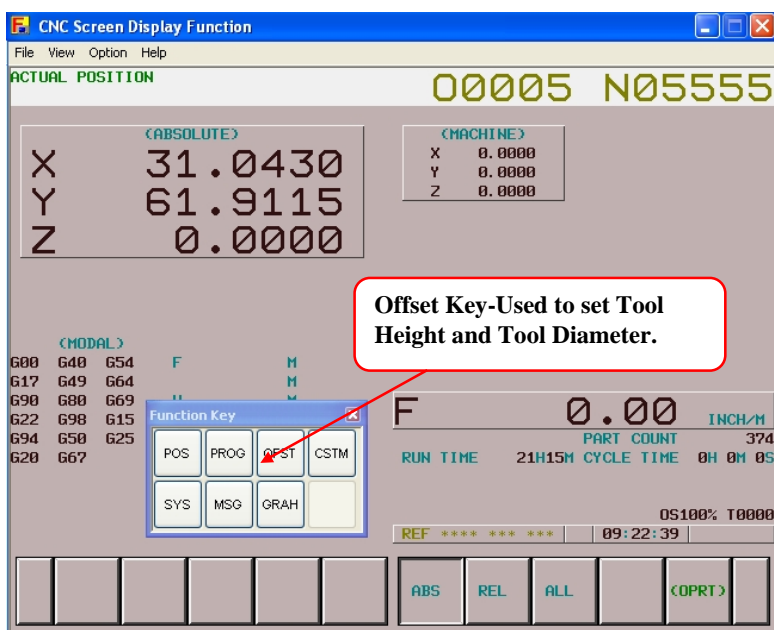 CNC Screen Display Function
File View Option Help
ACTUAL POSITION
O0005 N05555
(ABSOLUTE)
X 31.0430
Y 61.9115
Z 0.0000
(MACHINE)
X 0.0000
Y 0.0000
Z 0.0000
Offset Key-Used to set Tool
Height and Tool Diameter.
(MODAL)
G00 G40 G54 F M
G17 G49 G64 M
G90 G80 G69
G22 G98 G15
G94 G50 G25
G20 G67
Function Key
POS PROG OFST CSTM
SYS MSG GRAH
F 0.00 INCH/M
PART COUNT 374
RUN TIME 21H15M CYCLE TIME 0H 0M 0S
OS100% T0000
REF **** *** *** 09:22:39
ABS REL ALL (OPRT)